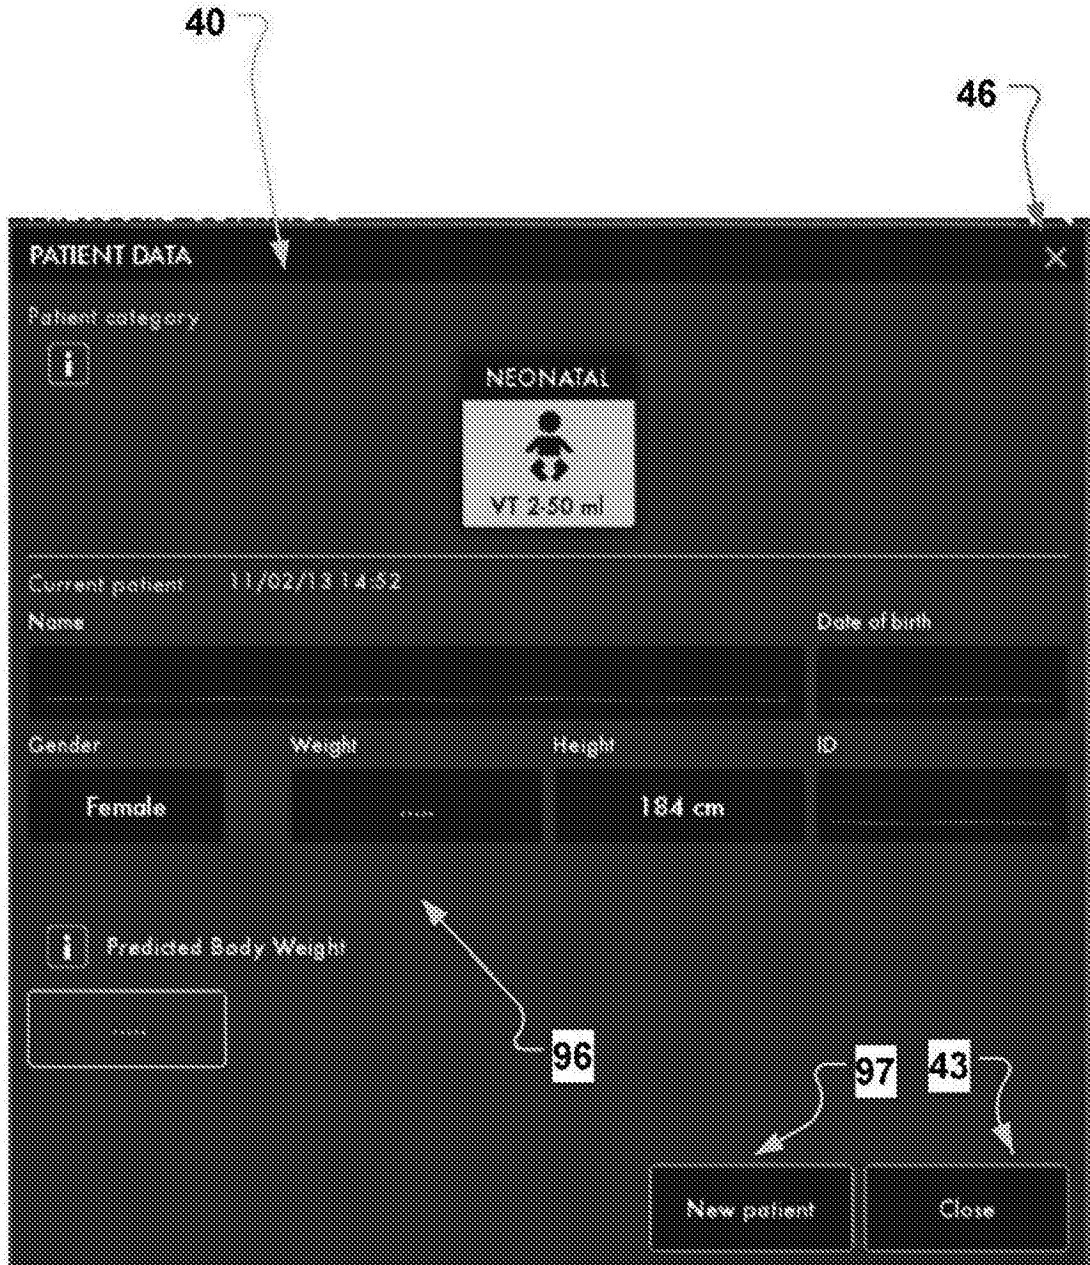 40
46
PATIENT DATA
Patient category
i
NEONATAL
VT 2-50 ml
Current patient 11/02/13 14:52
Name Date of birth
Gender Weight Height ID
Female ..... 184 cm
i Predicted Body Weight
.....
96
97 43
New patient Close